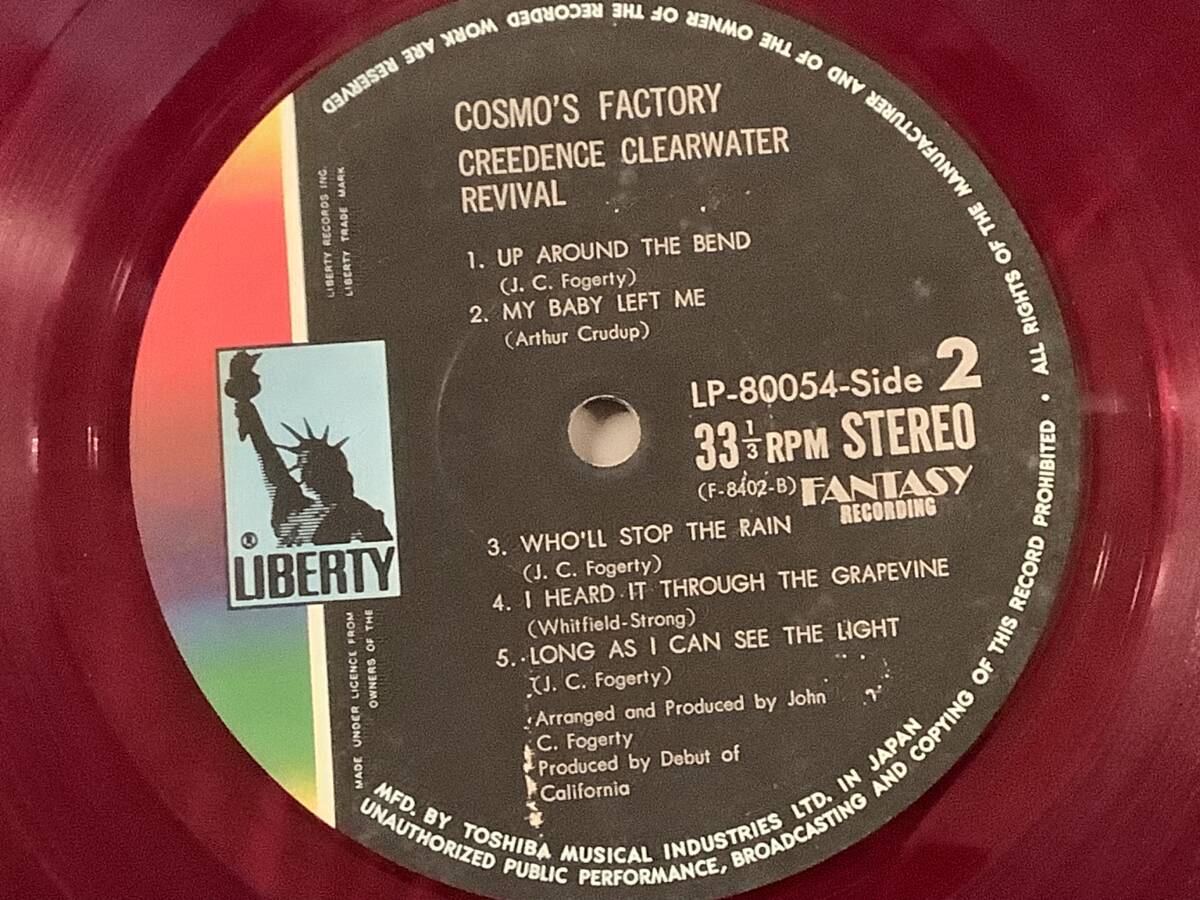 COSMO'S FACTORY
CREEDENCE CLEARWATER
REVIVAL
1. UP AROUND THE BEND
(J. C. Fogerty)
2. MY BABY LEFT ME
(Arthur Crudup)
LP-80054-Side 2
33 1/3 RPM STEREO
(F-8402-B) FANTASY
RECORDING
3. WHO'LL STOP THE RAIN
(J. C. Fogerty)
4. I HEARD IT THROUGH THE GRAPEVINE
(Whitfield-Strong)
5. LONG AS I CAN SEE THE LIGHT
(J. C. Fogerty)
Arranged and Produced by John
C. Fogerty
Produced by Debut of
California
LIBERTY RECORDS INC.
LIBERTY TRADE MARK
®
LIBERTY
MADE UNDER LICENCE FROM
OWNERS OF THE
MFD. BY TOSHIBA MUSICAL INDUSTRIES LTD. IN JAPAN
ALL RIGHTS OF THE MANUFACTURER AND OF THE OWNER OF THE RECORDED WORK ARE RESERVED
UNAUTHORIZED PUBLIC PERFORMANCE, BROADCASTING AND COPYING OF THIS RECORD PROHIBITED •